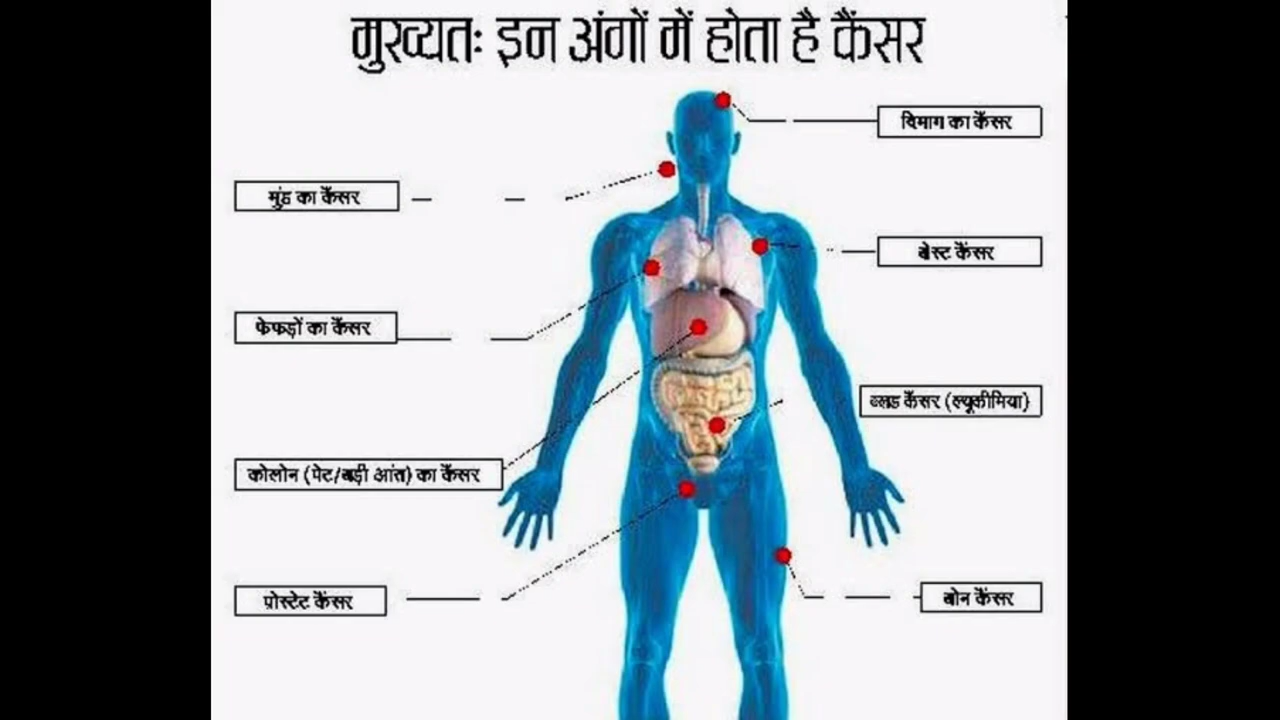 मुख्यतः इन अंगों में होता है कैंसर
दिमाग का कैंसर
मुंह का कैंसर
ब्रेस्ट कैंसर
फेफड़ों का कैंसर
ब्लड कैंसर (ल्यूकीमिया)
कोलोन (पेट/बड़ी आंत) का कैंसर
प्रोस्टेट कैंसर
बोन कैंसर